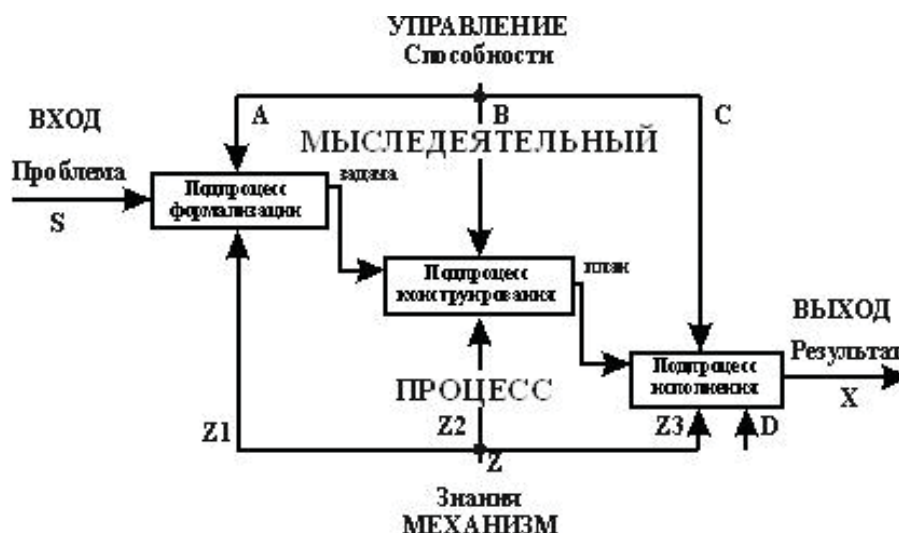 УПРАВЛЕНИЕ
Способности
A
B
C
ВХОД
МЫСЛЕДЕЯТЕЛЬНЫЙ
Проблема
задача
S
Подпроцесс
формализации
Подпроцесс
конструирования
план
ВЫХОД
Подпроцесс
исполнения
Результат
X
ПРОЦЕСС
Z1
Z2
Z3
D
Z
Знания
МЕХАНИЗМ